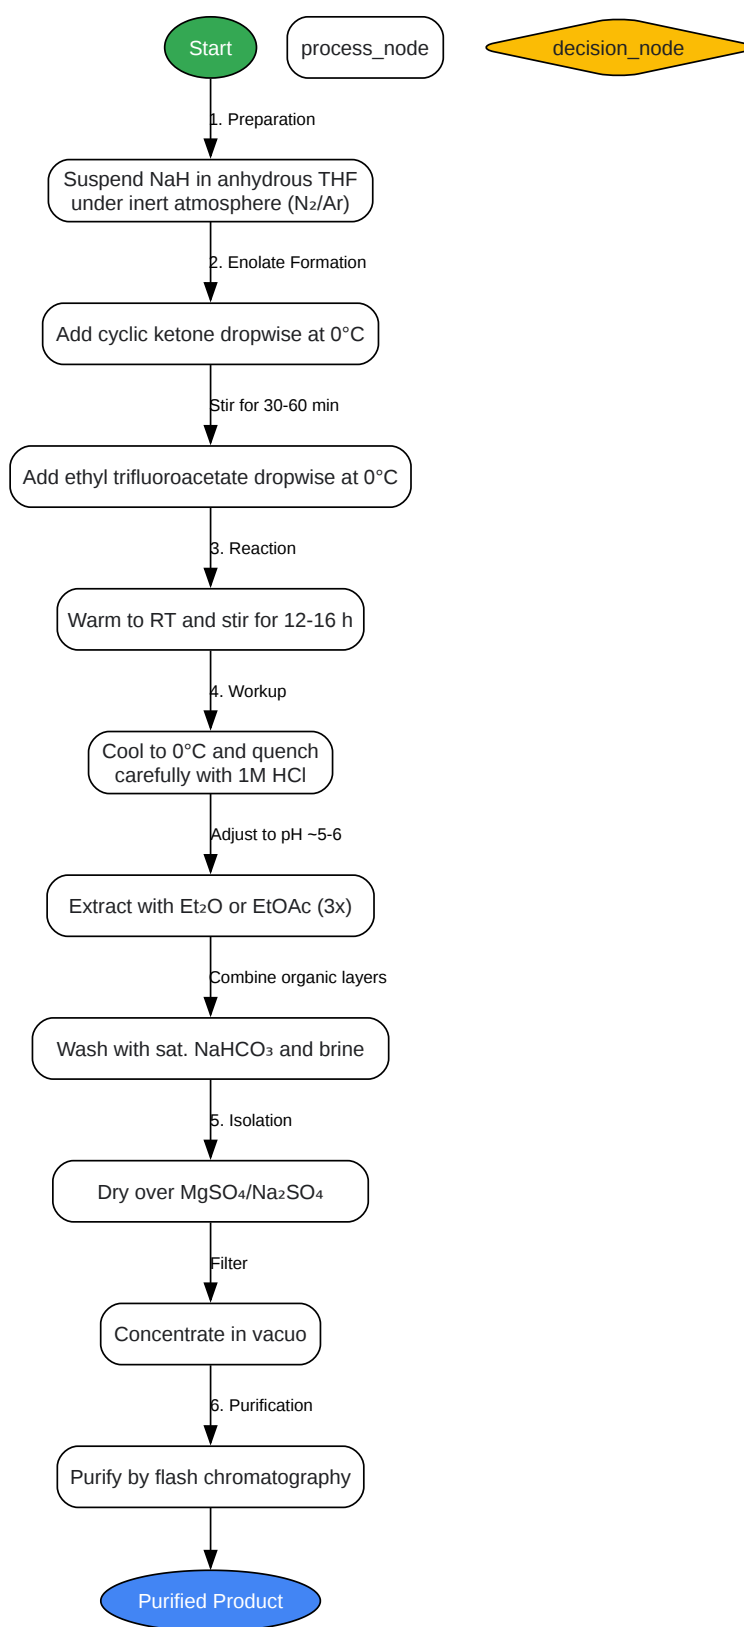 Start
process_node
decision_node
1. Preparation
Suspend NaH in anhydrous THF
under inert atmosphere (N₂/Ar)
2. Enolate Formation
Add cyclic ketone dropwise at 0°C
Stir for 30-60 min
Add ethyl trifluoroacetate dropwise at 0°C
3. Reaction
Warm to RT and stir for 12-16 h
4. Workup
Cool to 0°C and quench
carefully with 1M HCl
Adjust to pH ~5-6
Extract with Et₂O or EtOAc (3x)
Combine organic layers
Wash with sat. NaHCO₃ and brine
5. Isolation
Dry over MgSO₄/Na₂SO₄
Filter
Concentrate in vacuo
6. Purification
Purify by flash chromatography
Purified Product